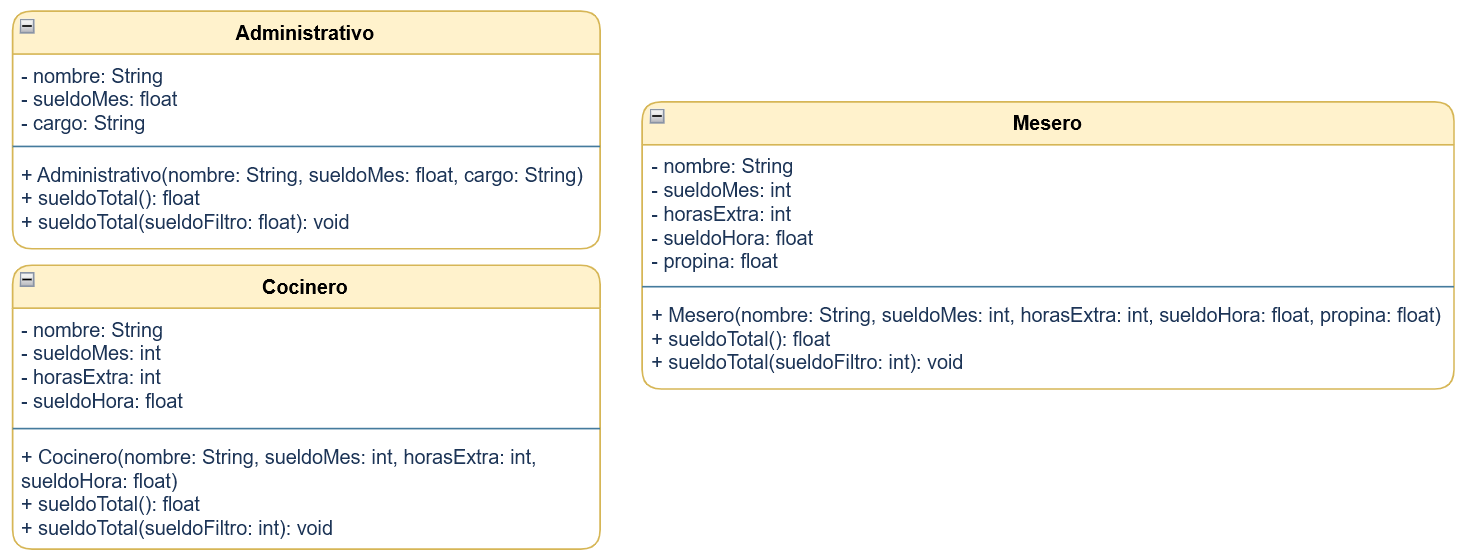 Administrativo
- nombre: String
- sueldoMes: float
- cargo: String
+ Administrativo(nombre: String, sueldoMes: float, cargo: String)
+ sueldoTotal(): float
+ sueldoTotal(sueldoFiltro: float): void
Cocinero
- nombre: String
- sueldoMes: int
- horasExtra: int
- sueldoHora: float
+ Cocinero(nombre: String, sueldoMes: int, horasExtra: int,
sueldoHora: float)
+ sueldoTotal(): float
+ sueldoTotal(sueldoFiltro: int): void
Mesero
- nombre: String
- sueldoMes: int
- horasExtra: int
- sueldoHora: float
- propina: float
+ Mesero(nombre: String, sueldoMes: int, horasExtra: int, sueldoHora: float, propina: float)
+ sueldoTotal(): float
+ sueldoTotal(sueldoFiltro: int): void